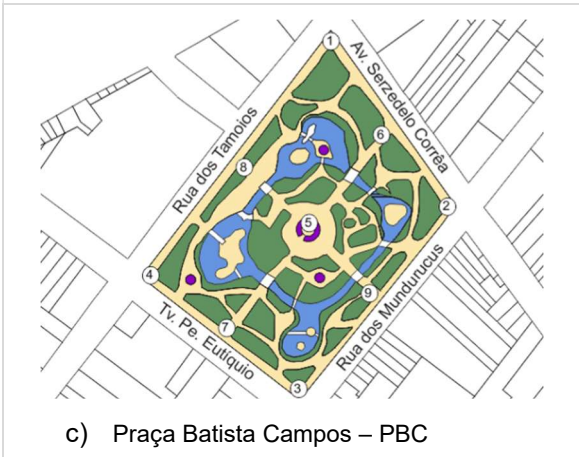 1
Av. Serzedelo Corrêa
Rua dos Tamoios
6
8
2
5
4
9
Rua dos Mundurucus
7
Tv. Pe. Eutíquio
3
c) Praça Batista Campos – PBC